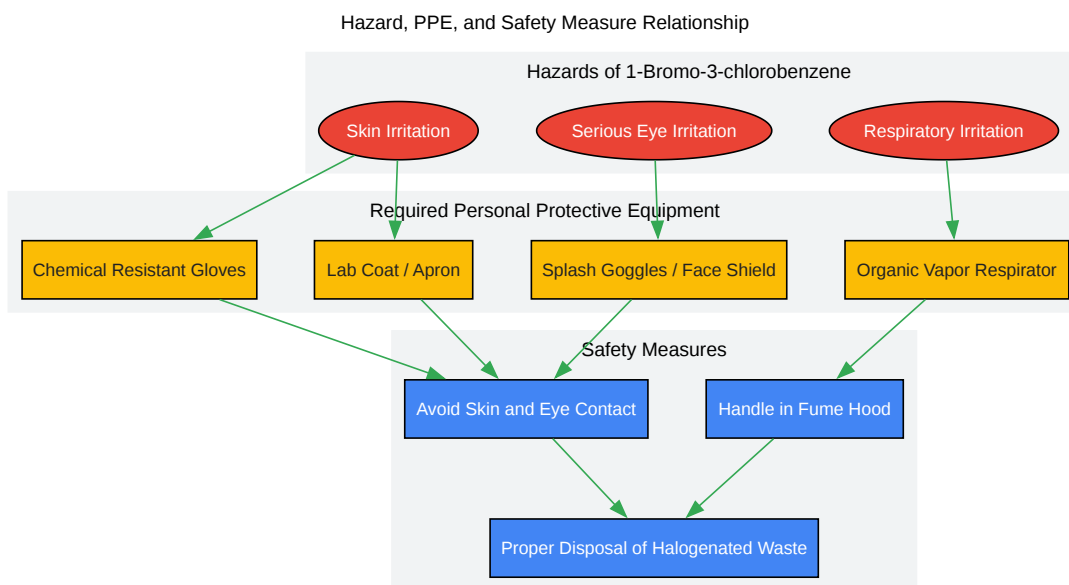 Hazard, PPE, and Safety Measure Relationship
Hazards of 1-Bromo-3-chlorobenzene
Skin Irritation
Serious Eye Irritation
Respiratory Irritation
Required Personal Protective Equipment
Chemical Resistant Gloves
Lab Coat / Apron
Splash Goggles / Face Shield
Organic Vapor Respirator
Safety Measures
Avoid Skin and Eye Contact
Handle in Fume Hood
Proper Disposal of Halogenated Waste